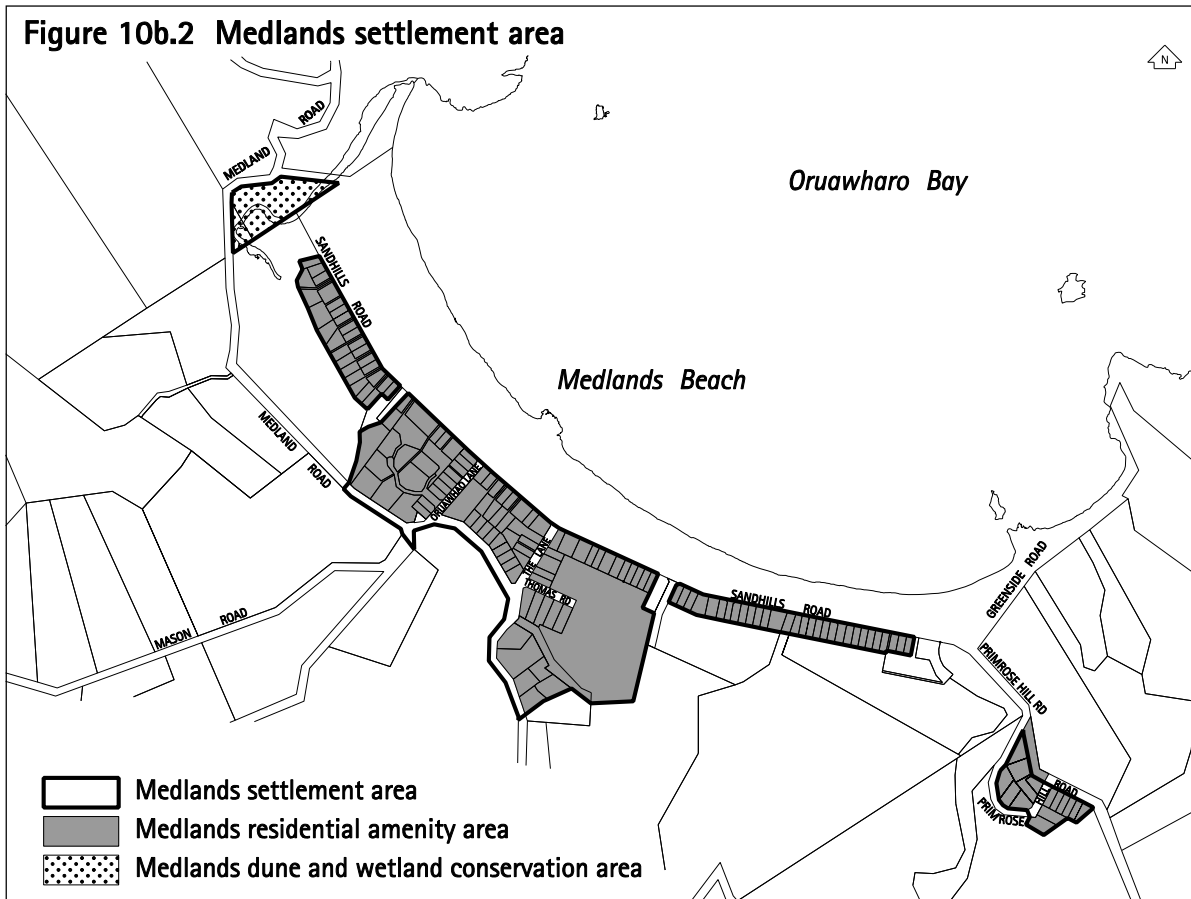 Figure 10b.2 Medlands settlement area
N
MEDLAND ROAD
Oruawharo Bay
SANDHILLS ROAD
Medlands Beach
MEDLAND ROAD
ORUAWHAO LANE
THE LANE
THOMAS RD
SANDHILLS ROAD
GREENSIDE ROAD
MASON ROAD
PRIMROSE HILL RD
PRIMROSE HILL ROAD
Medlands settlement area
Medlands residential amenity area
Medlands dune and wetland conservation area